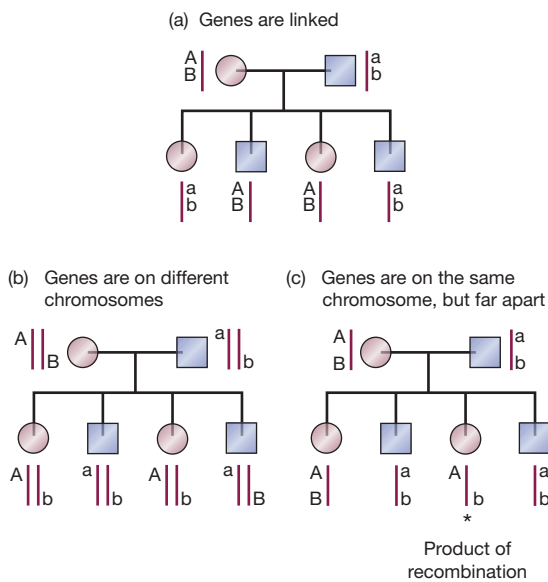 (a) Genes are linked
A a
B b
a A A a
b B B b
(b) Genes are on different
chromosomes
A B a b
A b a b A b a B
(c) Genes are on the same
chromosome, but far apart
A a
B b
A a A a
B b b b
*
Product of
recombination